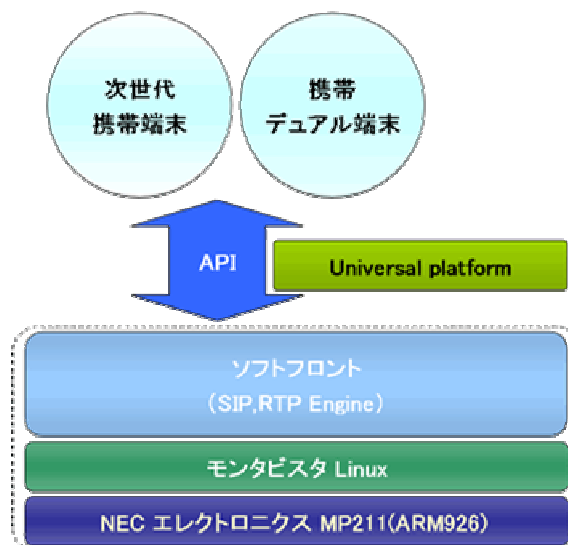 次世代
携帯端末
携帯
デュアル端末
API
Universal platform
ソフトフロント
(SIP,RTP Engine)
モンタビスタ Linux
NEC エレクトロニクス MP211(ARM926)